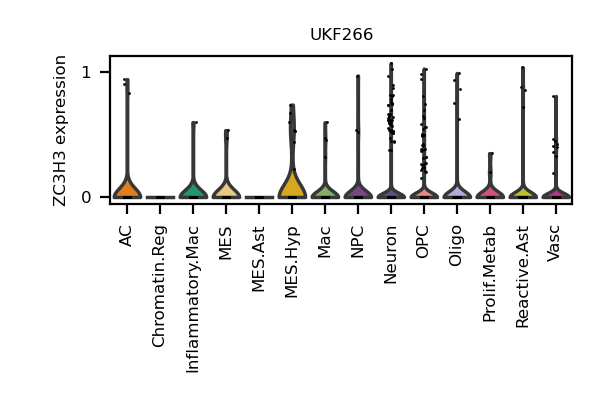 UKF266
ZC3H3 expression
1
0
AC
Chromatin.Reg
Inflammatory.Mac
MES
MES.Ast
MES.Hyp
Mac
NPC
Neuron
OPC
Oligo
Prolif.Metab
Reactive.Ast
Vasc